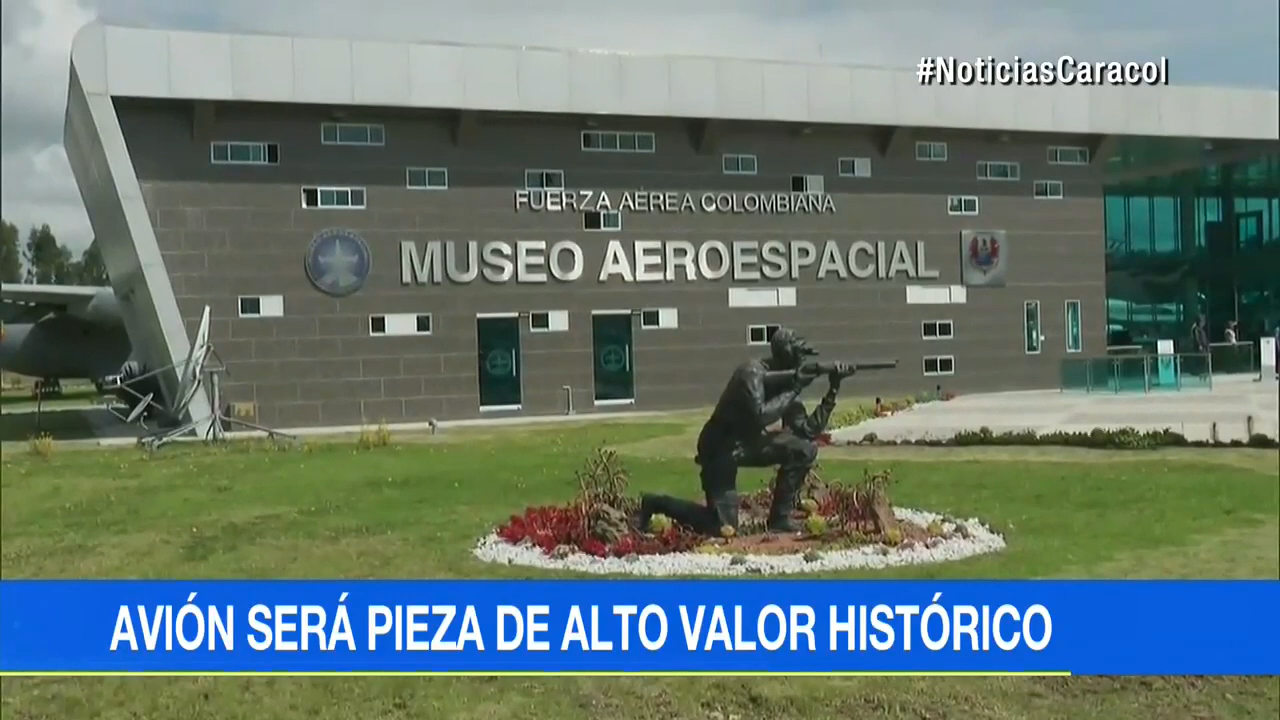 #NoticiasCaracol
FUERZA AÉREA COLOMBIANA
MUSEO AEROESPACIAL
AVIÓN SERÁ PIEZA DE ALTO VALOR HISTÓRICO